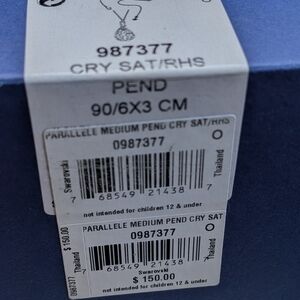 987377
CRY SAT/RHS
PEND
90/6X3 CM
PARALLELE MEDIUM PEND CRY SAT/RHS
0987377
Swarovski
Thailand
7 68549 21438 7
not intended for children 12 & under
PARALLELE MEDIUM PEND CRY SAT
0987377
$ 150.00
Thailand
7 68549 21438 7
Swarovski
$ 150.00
not intended for children 12 & under